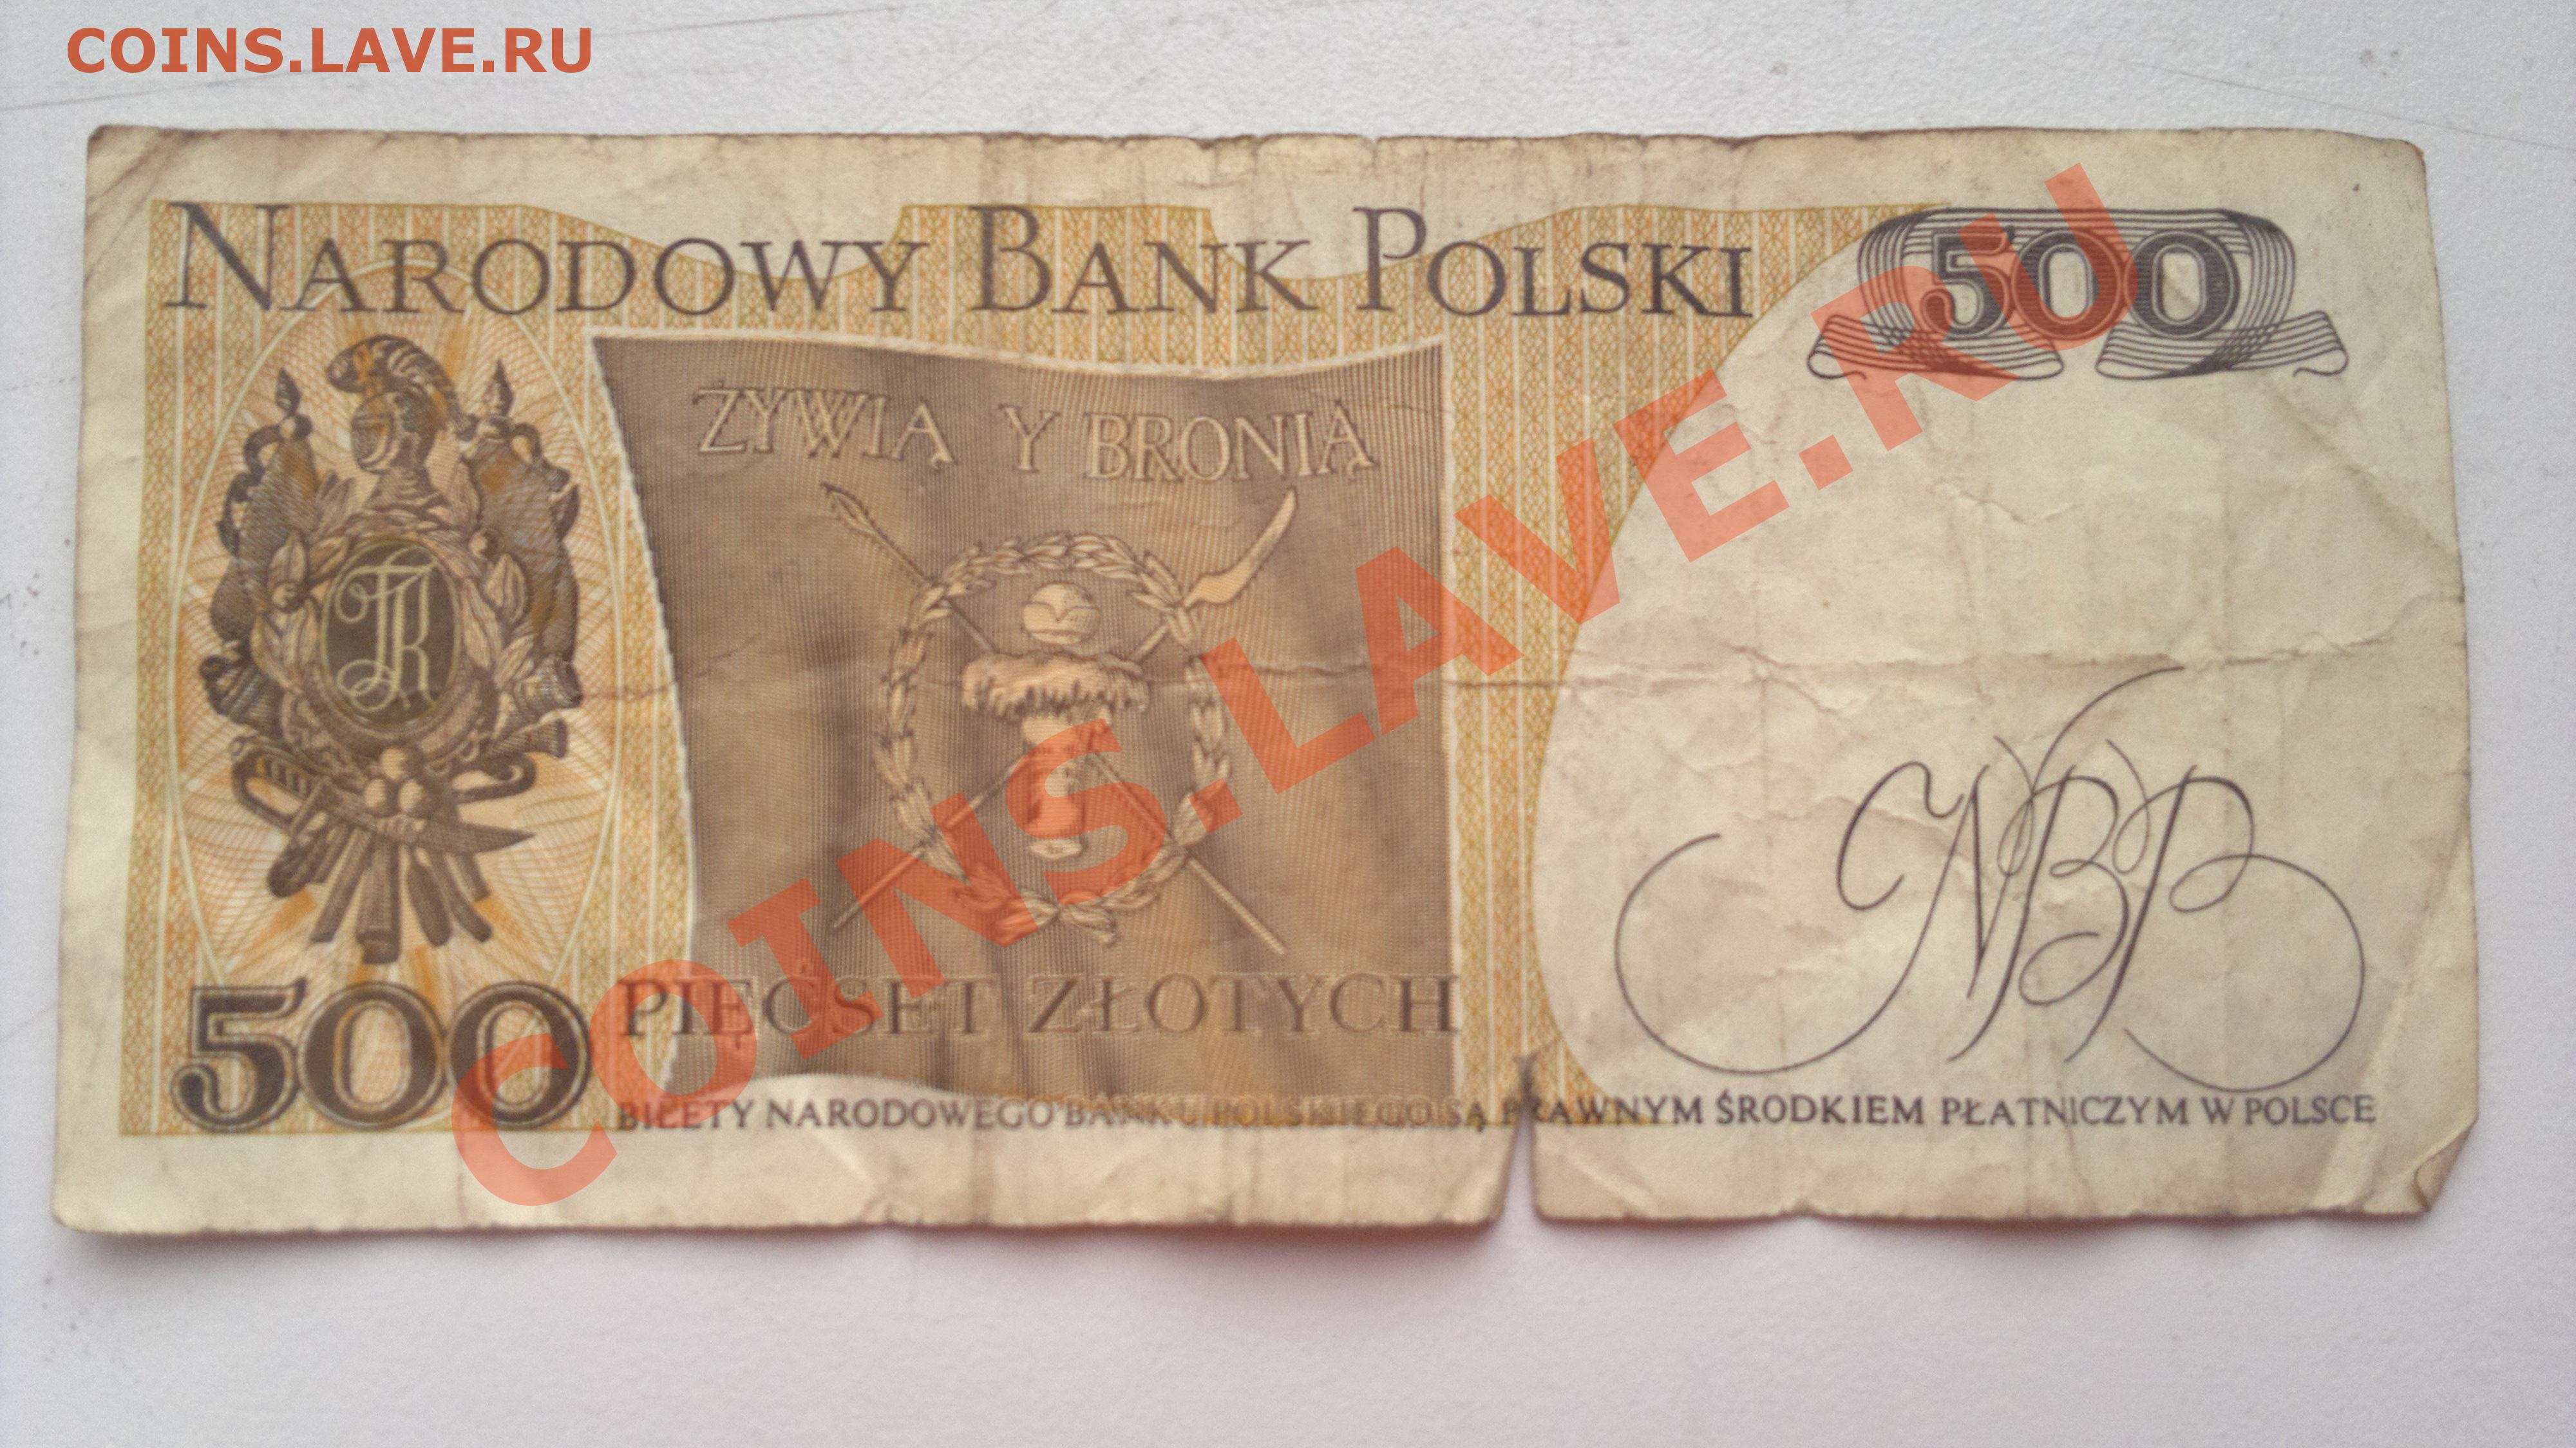 COINS.LAVE.RU
NARODOWY BANK POLSKI
500
ŻYWIĄ Y BRONIĄ
TK
COINS.LAVE.RU
NBP
500
PIĘĆSET ZŁOTYCH
BILETY NARODOWEGO BANKU POLSKIEGO SĄ PRAWNYM ŚRODKIEM PŁATNICZYM W POLSCE